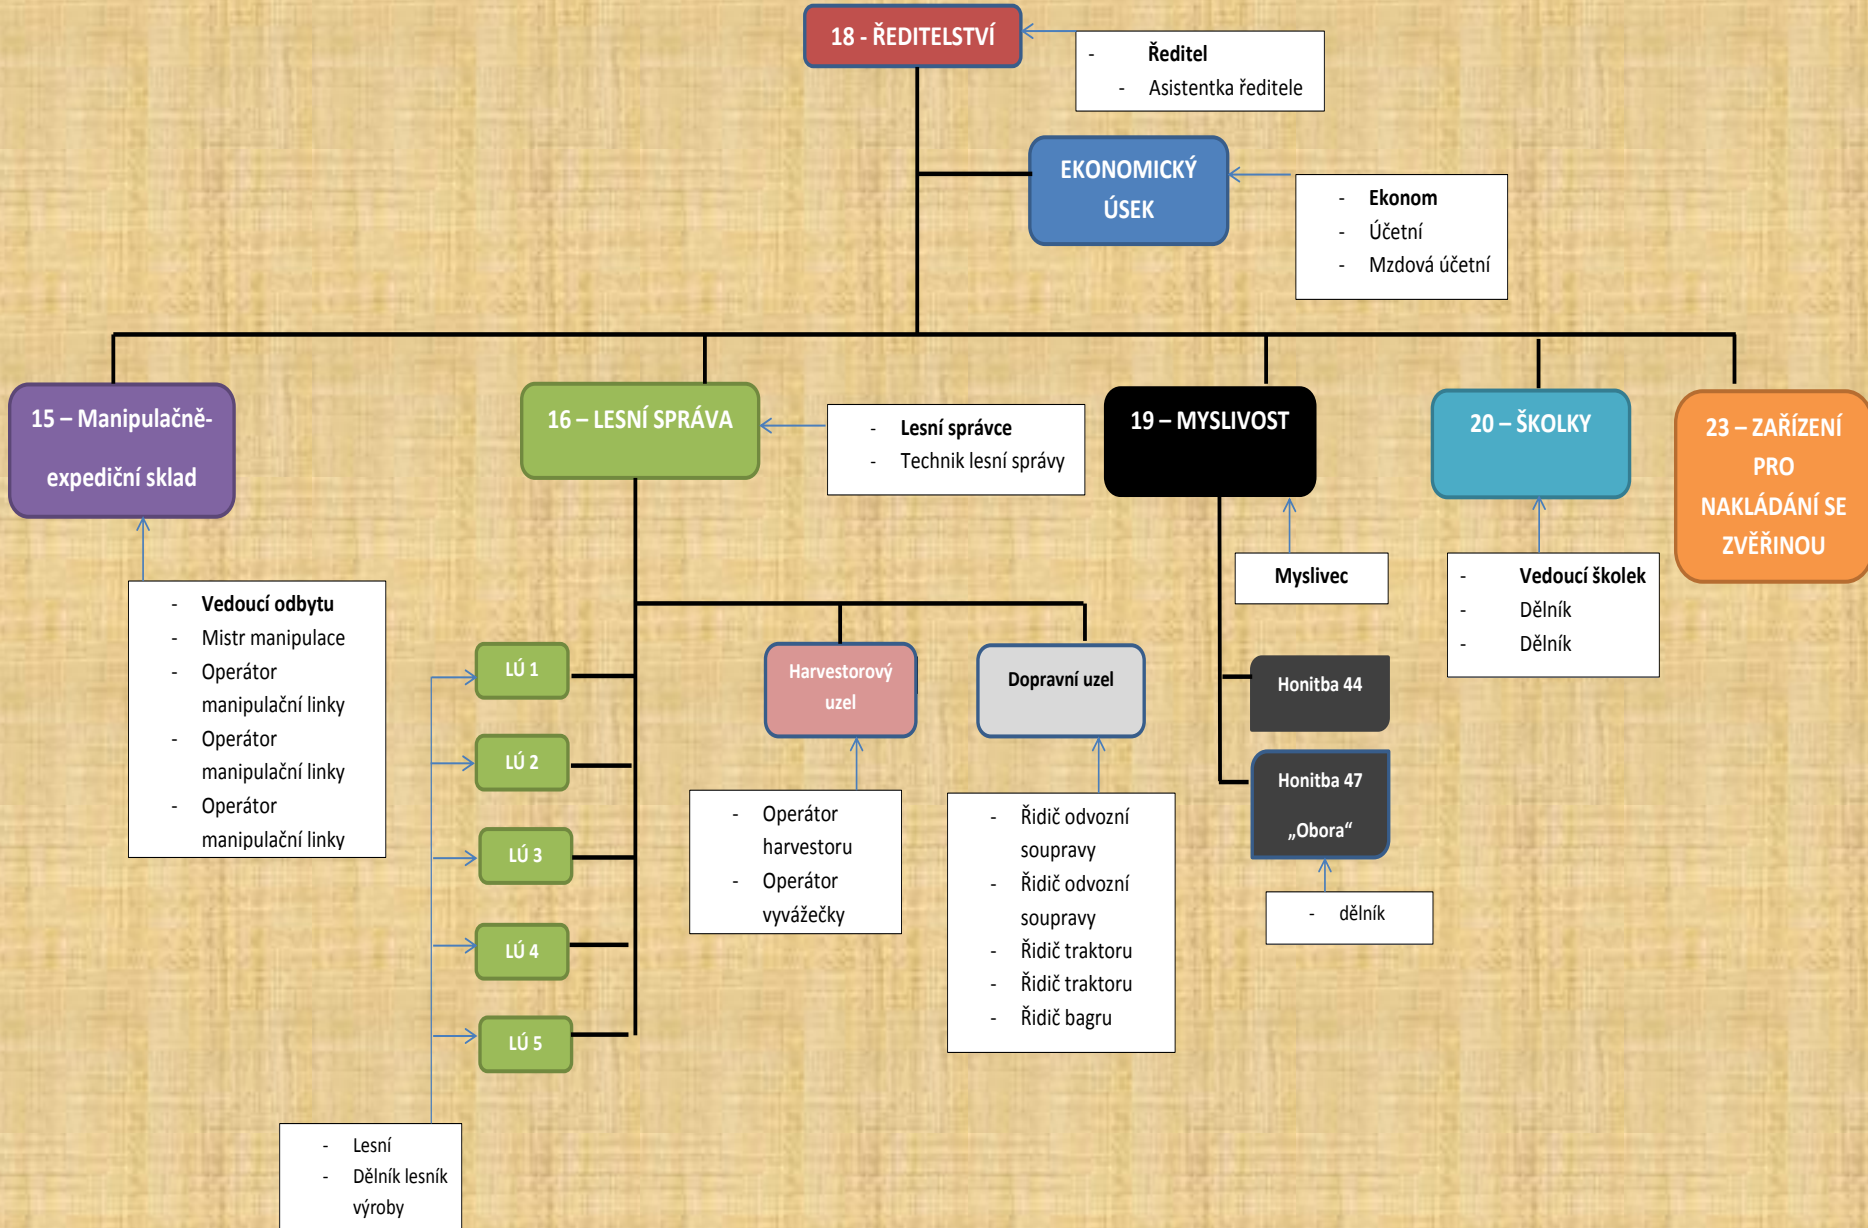 18 - ŘEDITELSTVÍ
- Ředitel
- Asistentka ředitele
EKONOMICKÝ
ÚSEK
- Ekonom
- Účetní
- Mzdová účetní
15 – Manipulačně-
expediční sklad
16 – LESNÍ SPRÁVA
- Lesní správce
- Technik lesní správy
19 – MYSLIVOST
20 – ŠKOLKY
23 – ZAŘÍZENÍ
PRO
NAKLÁDÁNÍ SE
ZVĚŘINOU
- Vedoucí odbytu
- Mistr manipulace
- Operátor
manipulační linky
- Operátor
manipulační linky
- Operátor
manipulační linky
Myslivec
- Vedoucí školek
- Dělník
- Dělník
LÚ 1
LÚ 2
LÚ 3
LÚ 4
LÚ 5
Harvestorový
uzel
Dopravní uzel
Honitba 44
Honitba 47
„Obora“
- Operátor
harvestoru
- Operátor
vyvážečky
- Řidič odvozní
soupravy
- Řidič odvozní
soupravy
- Řidič traktoru
- Řidič traktoru
- Řidič bagru
- dělník
- Lesní
- Dělník lesník
výroby